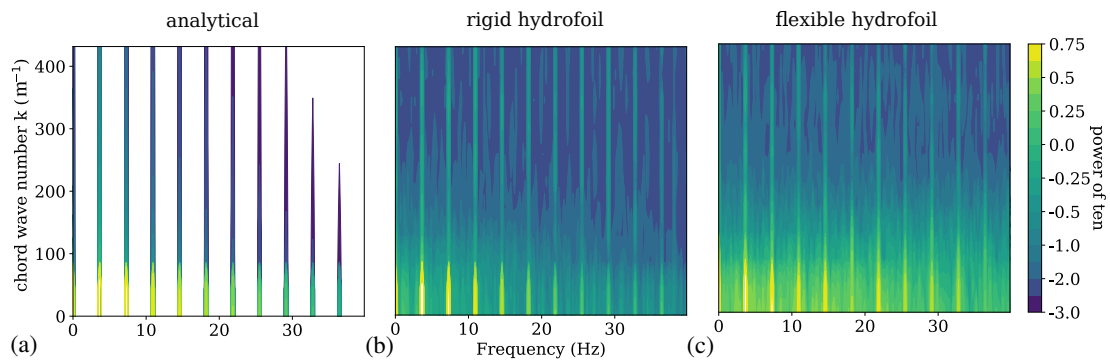 analytical
rigid hydrofoil
flexible hydrofoil
chord wave number k (m⁻¹)
400
300
200
100
0
0
10
20
30
0
10
20
30
0
10
20
30
Frequency (Hz)
0.75
0.5
0.25
0.0
-0.25
-0.5
-1.0
-2.0
-3.0
power of ten
(a)
(b)
(c)